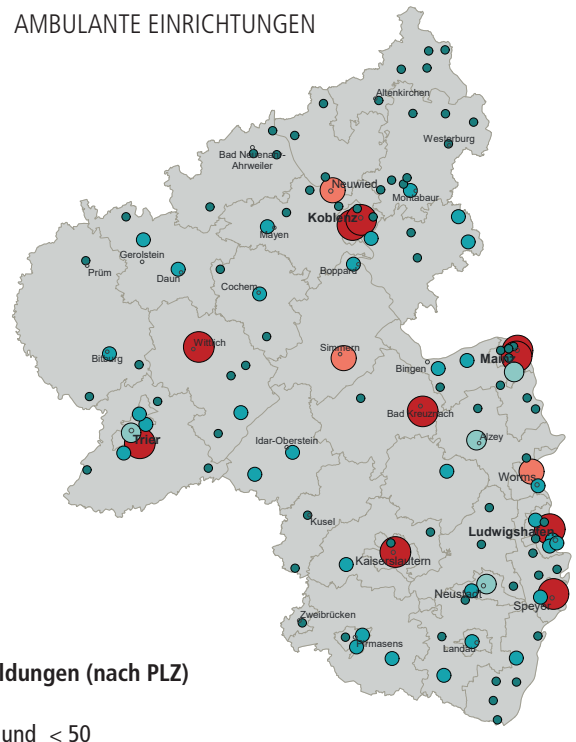 AMBULANTE EINRICHTUNGEN
Altenkirchen
Westerburg
Bad Neuenahr-
Ahrweiler
Neuwied
Montabaur
Koblenz
Mayen
Gerolstein
Boppard
Prüm
Daun
Cochem
Wittlich
Simmern
Mainz
Bitburg
Bingen
Bad Kreuznach
Trier
Idar-Oberstein
Alzey
Worms
Kusel
Ludwigshafen
Kaiserslautern
Neustadt
Speyer
Zweibrücken
Pirmasens
Landau
ldungen (nach PLZ)
und < 50